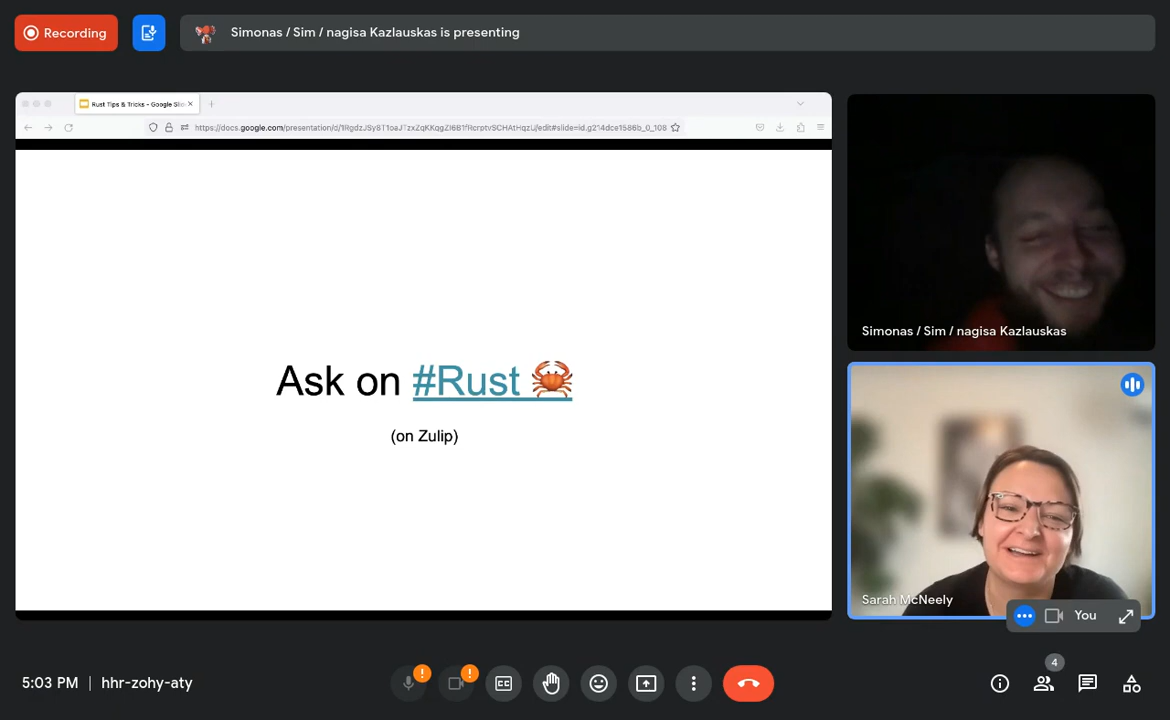 Recording
Simonas / Sim / nagisa Kazlauskas is presenting
Rust Tips & Tricks - Google Sli
Ask on #Rust 🦀
(on Zulip)
Simonas / Sim / nagisa Kazlauskas
Sarah McNeely
You
5:03 PM | hhr-zohy-aty
CC
4